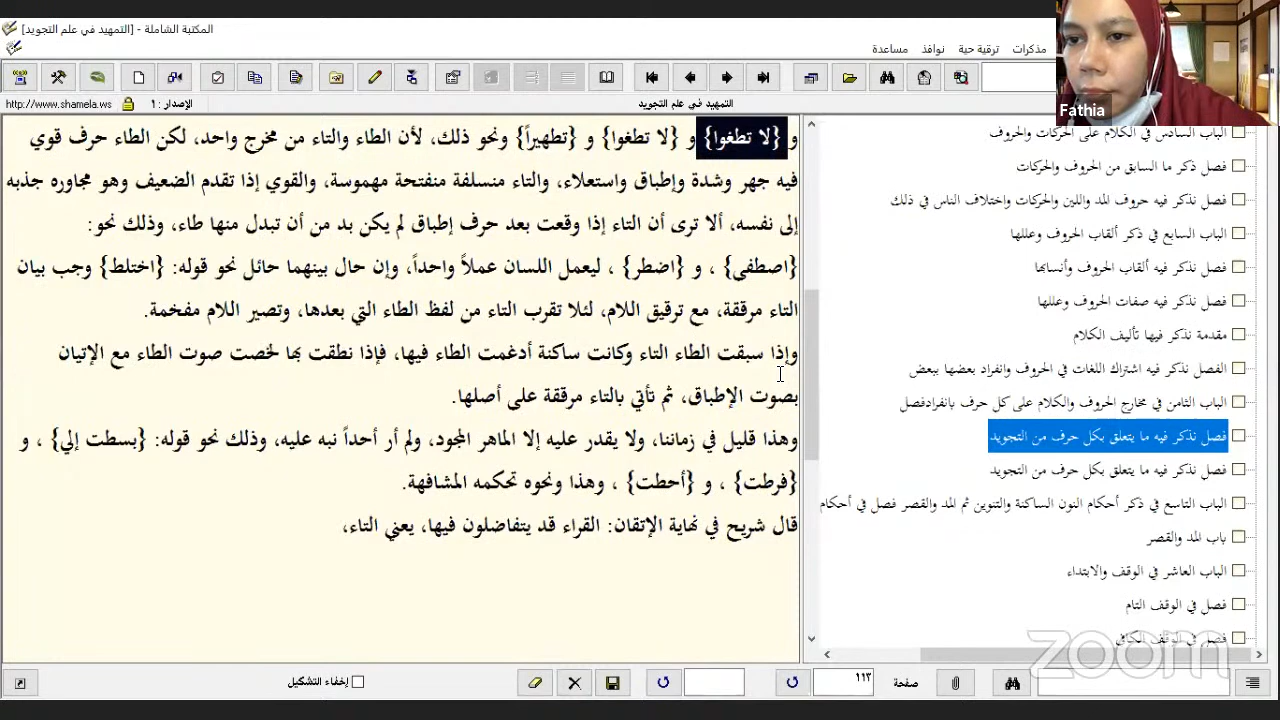 المكتبة الشاملة - [التمهيد في علم التجويد]
مذكرات ترقية حية نوافذ مساعدة
http://www.shamela.ws الإصدار: ١ التمهيد في علم التجويد
Fathia
و {لا تطغوا} و {لا تطغوا} و {تطهيراً} ونحو ذلك، لأن الطاء والتاء من مخرج واحد، لكن الطاء حرف قوي
فيه جهر وشدة وإطباق واستعلاء، والتاء منسلفة منفتحة مهموسة، والقوي إذا تقدم الضعيف وهو مجاوره جذبه
إلى نفسه، ألا ترى أن التاء إذا وقعت بعد حرف إطباق لم يكن بد من أن تبدل منها طاء، وذلك نحو:
{اصطفى} ، و {اضطر} ، ليعمل اللسان عملاً واحداً، وإن حال بينهما حائل نحو قوله: {اختلط} وجب بيان
التاء مرققة، مع ترقيق اللام، لئلا تقرب التاء من لفظ الطاء التي بعدها، وتصير اللام مفخمة.
وإذا سبقت الطاء التاء وكانت ساكنة أدغمت الطاء فيها، فإذا نطقت بها لخصت صوت الطاء مع الإتيان
بصوت الإطباق، ثم تأتي بالتاء مرققة على أصلها.
وهذا قليل في زماننا، ولا يقدر عليه إلا الماهر المجود، ولم أر أحداً نبه عليه، وذلك نحو قوله: {بسطت إلي} ، و
{فرطت} ، و {أحطت} ، وهذا ونحوه تحكمه المشافهة.
قال شريح في نهاية الإتقان: القراء قد يتفاضلون فيها، يعني التاء،
الباب السادس في الكلام على الحركات والحروف
فصل ذكر ما السابق من الحروف والحركات
فصل نذكر فيه حروف المد واللين والحركات واختلاف الناس في ذلك
الباب السابع في ذكر ألقاب الحروف وعللها
فصل نذكر فيه ألقاب الحروف وأنسابها
فصل نذكر فيه صفات الحروف وعللها
مقدمة نذكر فيها تأليف الكلام
الفصل نذكر فيه اشتراك اللغات في الحروف وانفراد بعضها ببعض
الباب الثامن في مخارج الحروف والكلام على كل حرف بانفرادفصل
فصل نذكر فيه ما يتعلق بكل حرف من التجويد
فصل نذكر فيه ما يتعلق بكل حرف من التجويد
الباب التاسع في ذكر أحكام النون الساكنة والتنوين ثم المد والقصر فصل في أحكام
باب المد والقصر
الباب العاشر في الوقف والابتداء
فصل في الوقف التام
فصل في الوقف الكافي
zoom
صفحة ١١٣
إخفاء التشكيل